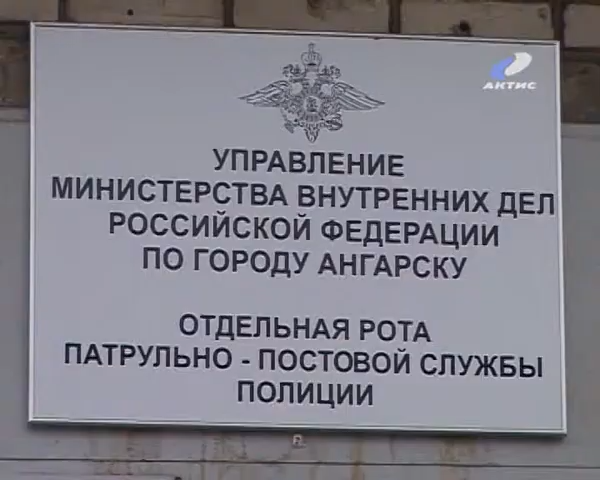 АКТИС
УПРАВЛЕНИЕ
МИНИСТЕРСТВА ВНУТРЕННИХ ДЕЛ
РОССИЙСКОЙ ФЕДЕРАЦИИ
ПО ГОРОДУ АНГАРСКУ
ОТДЕЛЬНАЯ РОТА
ПАТРУЛЬНО - ПОСТОВОЙ СЛУЖБЫ
ПОЛИЦИИ